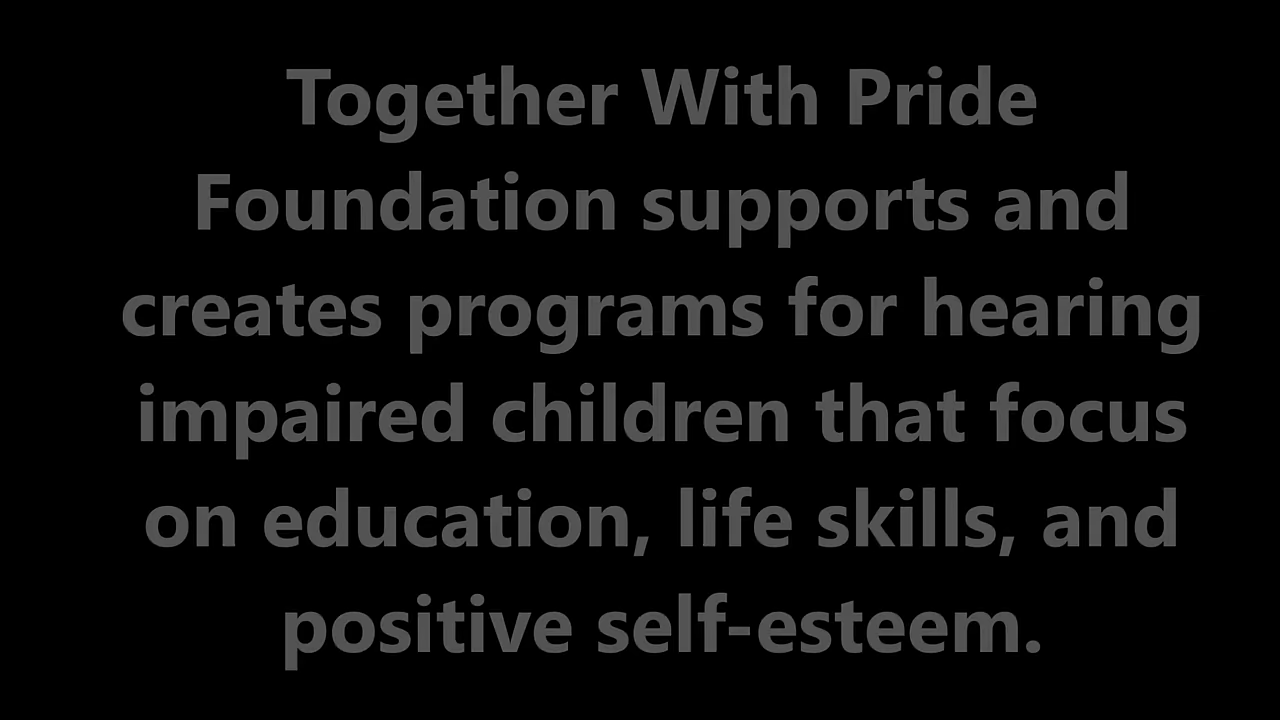 Together With Pride
Foundation supports and
creates programs for hearing
impaired children that focus
on education, life skills, and
positive self-esteem.